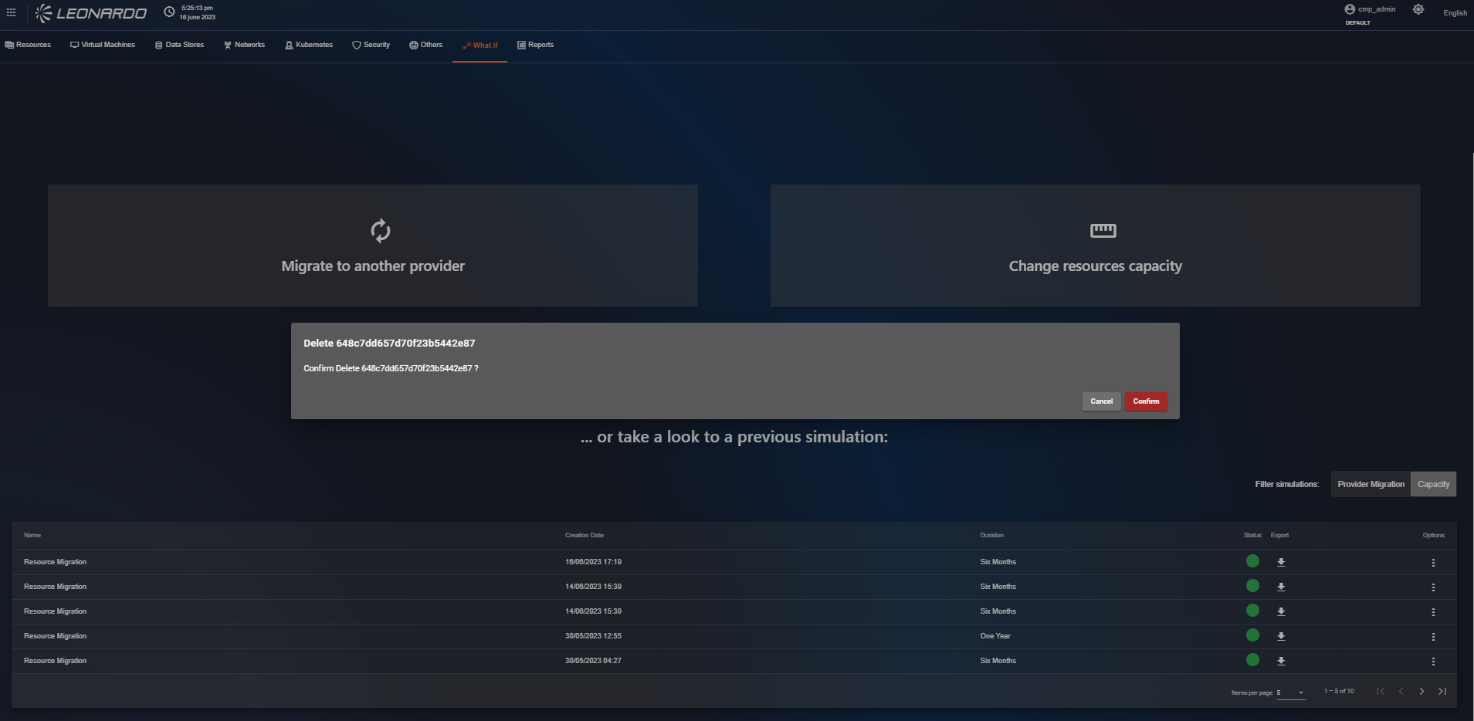 LEONARDO
5:25:13 pm
16 june 2023
cmp_admin
DEFAULT
English
Resources Virtual Machines Data Stores Networks Kubernetes Security Others What If Reports
Migrate to another provider
Change resources capacity
Delete 648c7dd657d70f23b5442e87
Confirm Delete 648c7dd657d70f23b5442e87 ?
Cancel Confirm
... or take a look to a previous simulation:
Filter simulations: Provider Migration Capacity
Name Creation Date Duration Status Export Options
Resource Migration 16/06/2023 17:19 Six Months
Resource Migration 14/06/2023 15:39 Six Months
Resource Migration 14/06/2023 15:39 Six Months
Resource Migration 30/05/2023 12:55 One Year
Resource Migration 30/05/2023 04:27 Six Months
Items per page 5 1 – 5 of 10